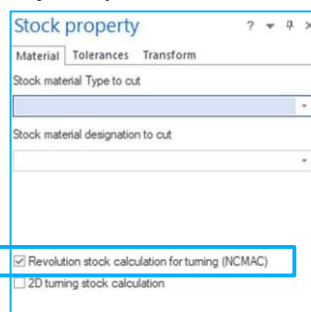 Stock property
? x
Material Tolerances Transform
Stock material Type to cut
Stock material designation to cut
Revolution stock calculation for turning (NCMAC)
2D turning stock calculation